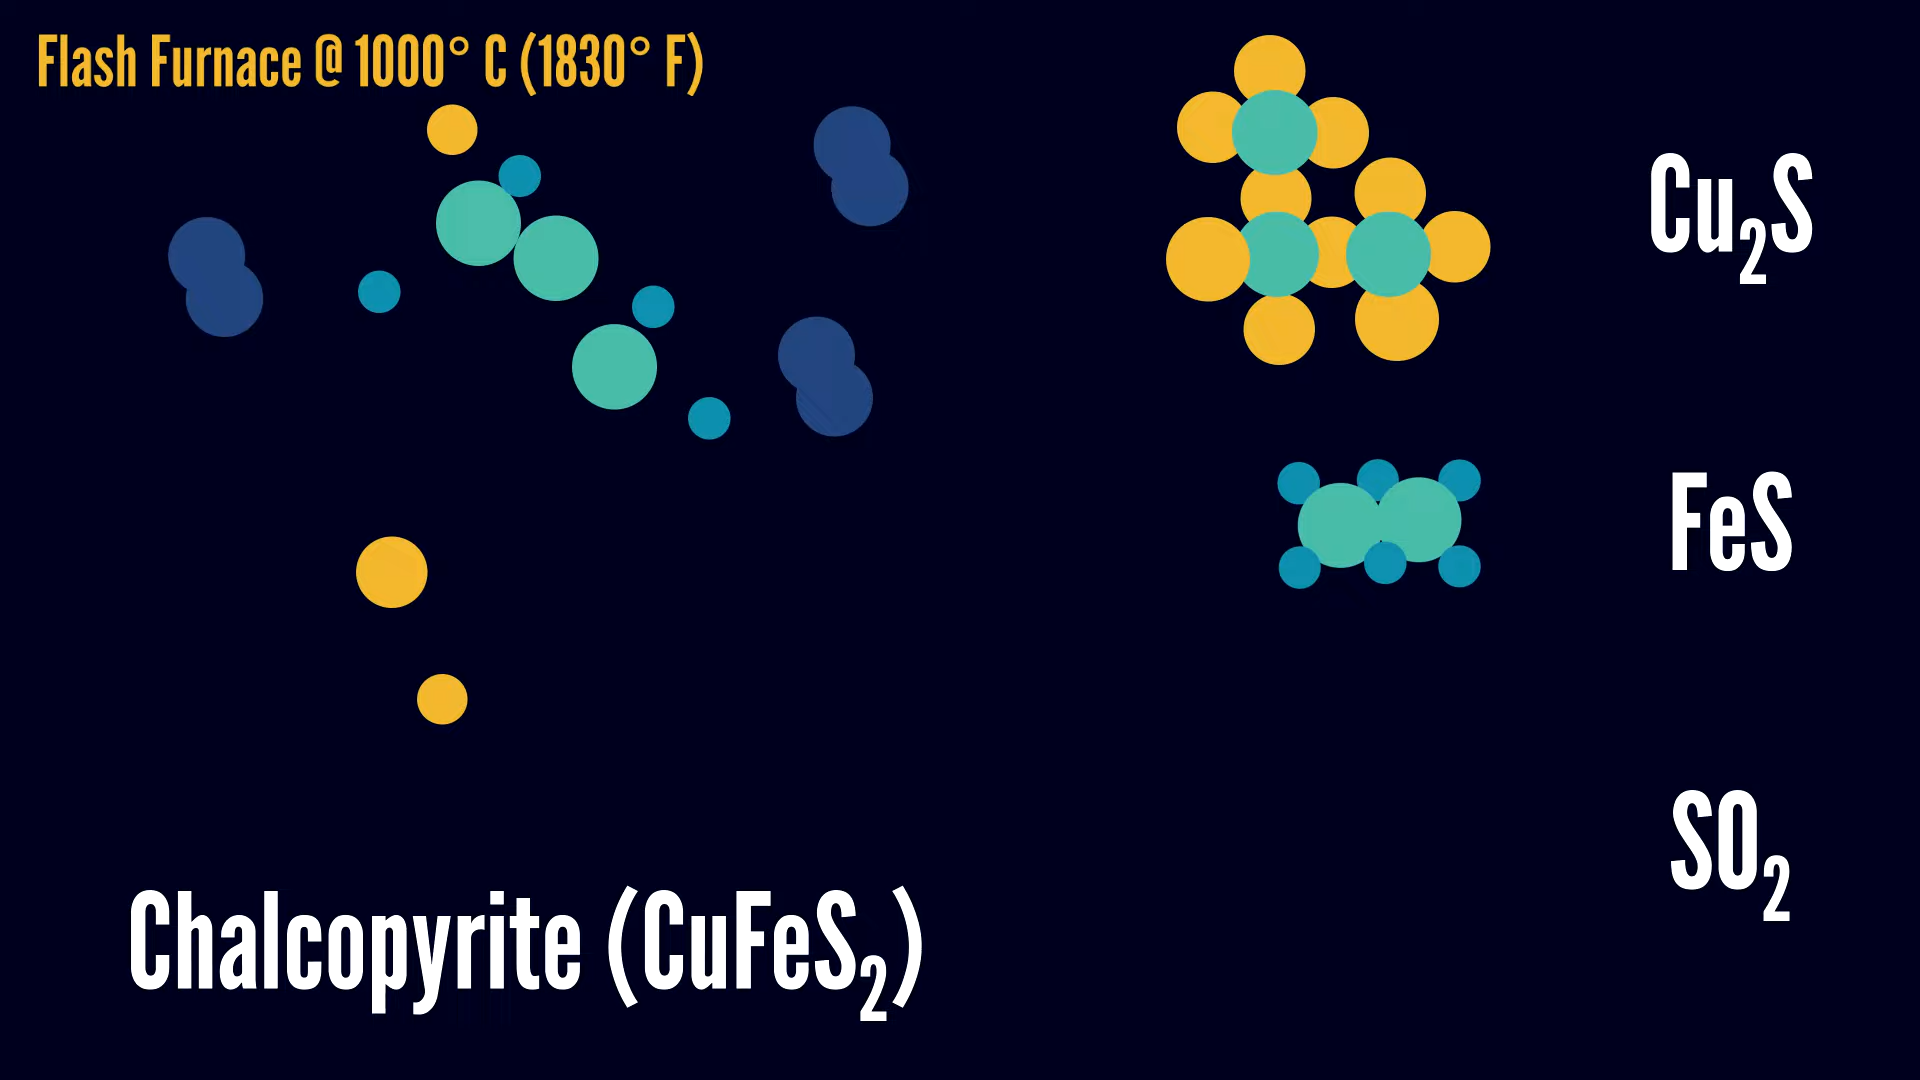 Flash Furnace @ 1000° C (1830° F)
Cu₂S
FeS
SO₂
Chalcopyrite (CuFeS₂)